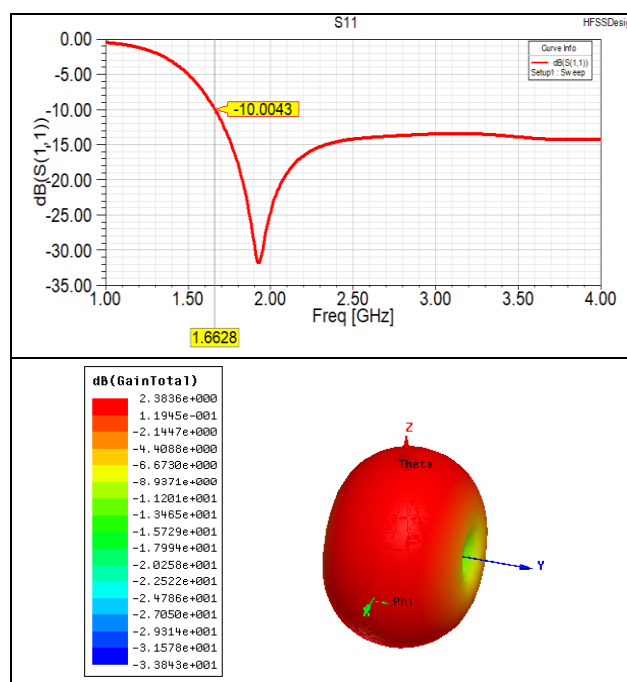 S11
HFSSDesign
0.00
-5.00
-10.00
-15.00
-20.00
-25.00
-30.00
-35.00
dB(S(1,1))
Curve Info
dB(S(1,1))
Setup1 : Sweep
-10.0043
1.00
1.50
2.00
2.50
3.00
3.50
4.00
Freq [GHz]
1.6628
dB(GainTotal)
2.3836e+000
1.1945e-001
-2.1447e+000
-4.4088e+000
-6.6730e+000
-8.9371e+000
-1.1201e+001
-1.3465e+001
-1.5729e+001
-1.7994e+001
-2.0258e+001
-2.2522e+001
-2.4786e+001
-2.7050e+001
-2.9314e+001
-3.1578e+001
-3.3843e+001
Z
Theta
Y
Phi
X